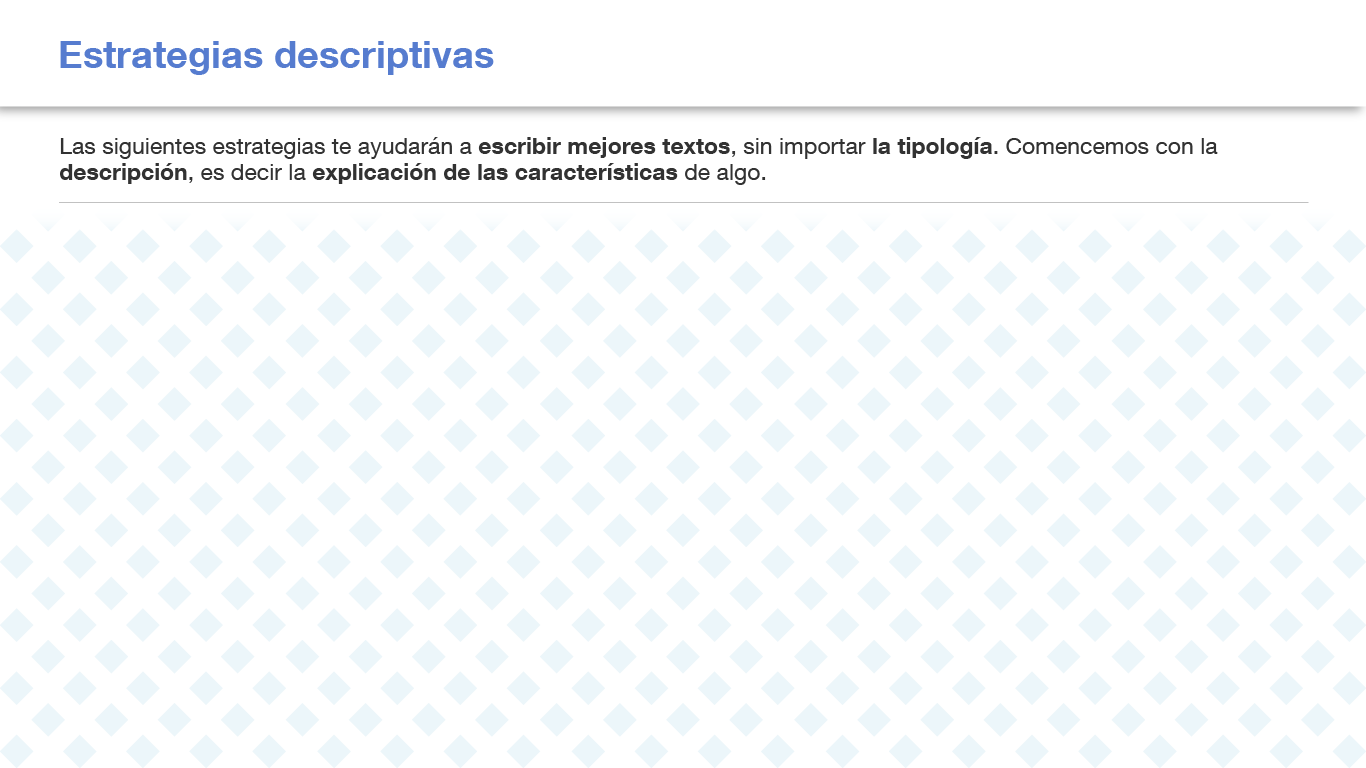 Estrategias descriptivas
Las siguientes estrategias te ayudarán a escribir mejores textos, sin importar la tipología. Comencemos con la
descripción, es decir la explicación de las características de algo.